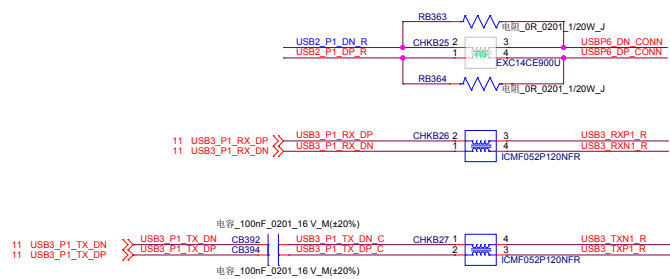 RB363
电阻_0R_0201_1/20W_J
USB2_P1_DN_R CHKB25 2 3 USBP6_DN_CONN
USB2_P1_DP_R 1 4 USBP6_DP_CONN
EXC14CE900U
RB364
电阻_0R_0201_1/20W_J
11 USB3_P1_RX_DP USB3_P1_RX_DP CHKB26 2 3 USB3_RXP1_R
11 USB3_P1_RX_DN USB3_P1_RX_DN 1 4 USB3_RXN1_R
ICMF052P120NFR
电容_100nF_0201_16 V_M(±20%)
11 USB3_P1_TX_DN USB3_P1_TX_DN CB392 USB3_P1_TX_DN_C CHKB27 1 4 USB3_TXN1_R
11 USB3_P1_TX_DP USB3_P1_TX_DP CB394 USB3_P1_TX_DP_C 2 3 USB3_TXP1_R
ICMF052P120NFR
电容_100nF_0201_16 V_M(±20%)